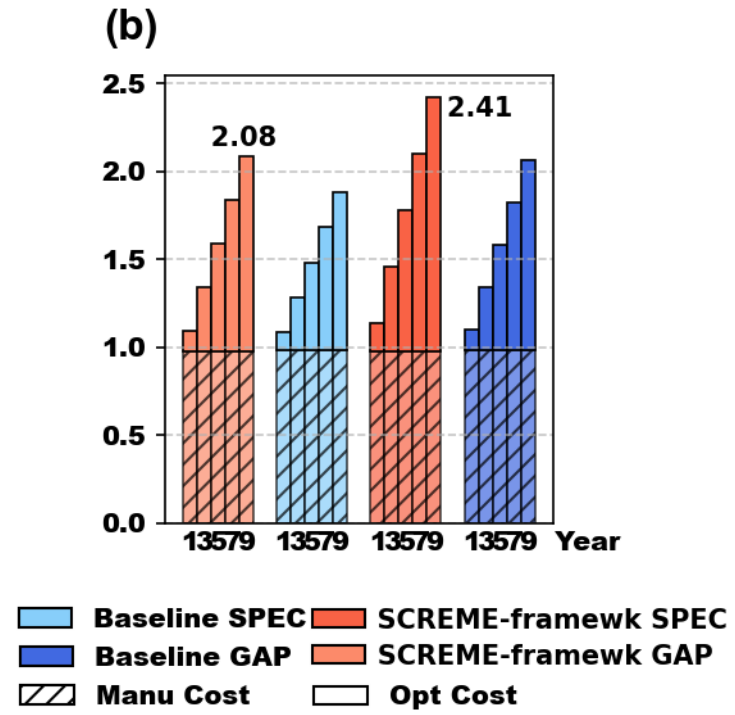 (b)
2.5
2.41
2.08
2.0
1.5
1.0
0.5
0.0
13579 13579 13579 13579 Year
Baseline SPEC SCREME-framewk SPEC
Baseline GAP SCREME-framewk GAP
Manu Cost Opt Cost